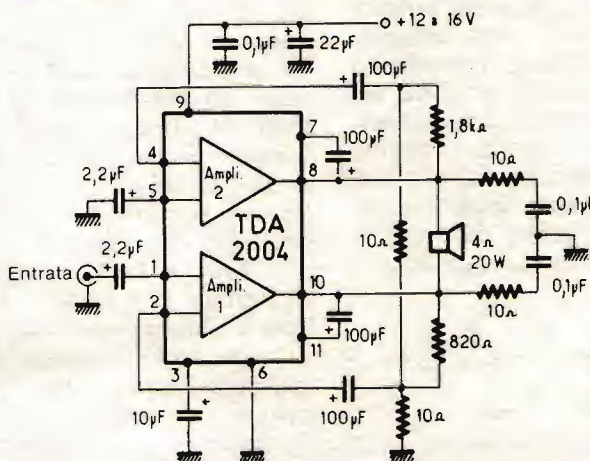 + 12 a 16 V
0,1µF
22µF
100µF
9
7
1,8kΩ
4
100µF
8
10Ω
2,2µF
5
Ampli.
2
TDA
2004
0,1µF
10Ω
4Ω
20W
2,2µF
Entrata
1
10
Ampli.
1
0,1µF
2
10Ω
100µF
11
820Ω
3
6
10µF
100µF
10Ω